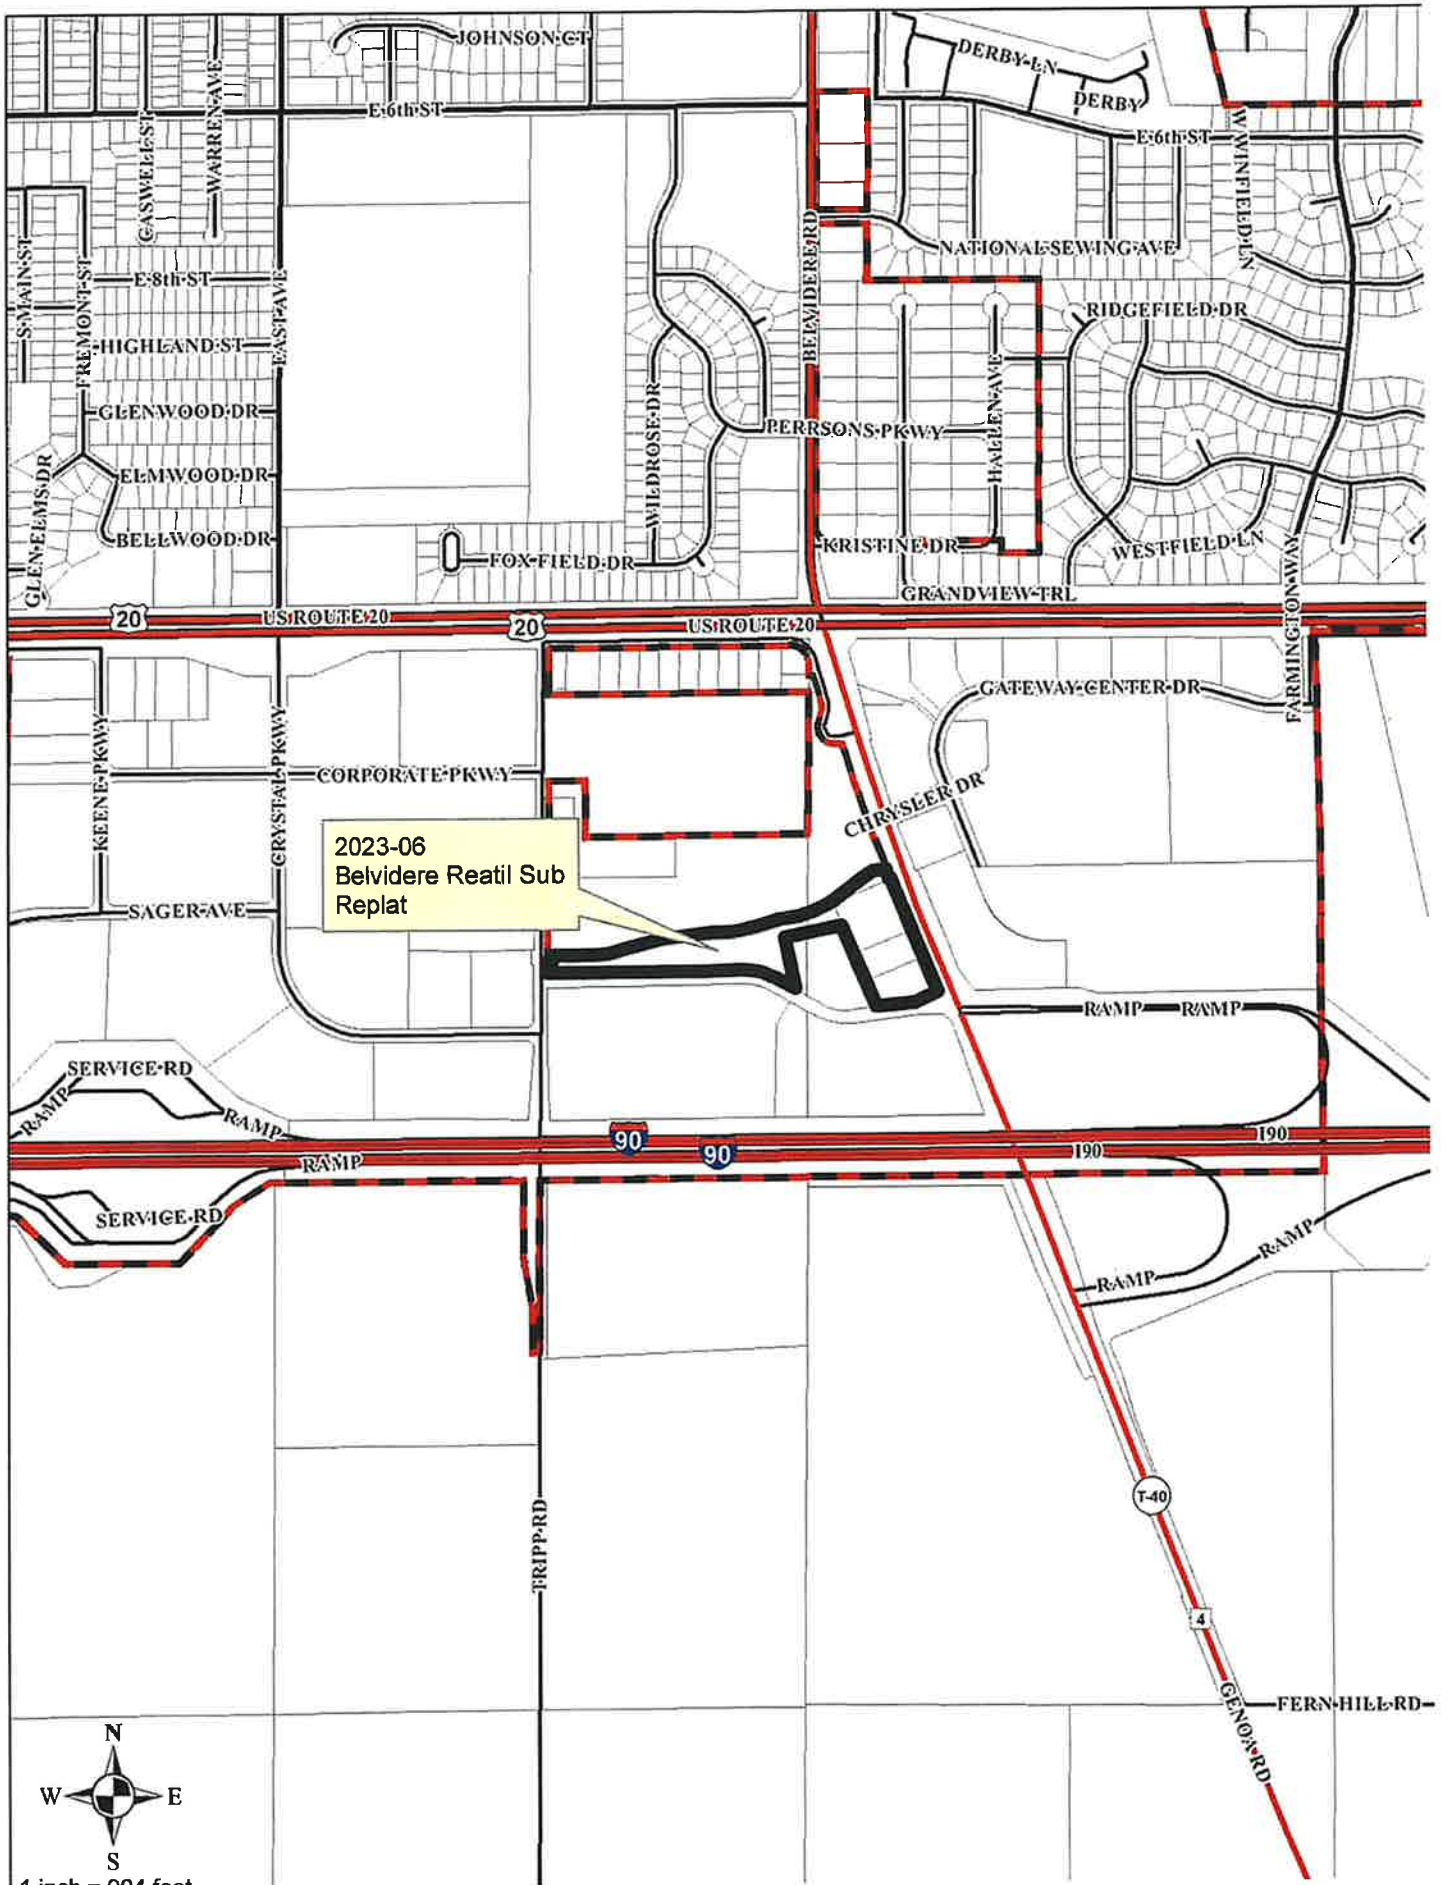 JOHNSON CT
DERBY LN
DERBY
E 6th ST
E 6th ST
WARREN AVE
CASWELL ST
W WINFIELD LN
S MAIN ST
FREMONT ST
E 8th ST
EAST AVE
BELVIDERE RD
NATIONAL SEWING AVE
RIDGEFIELD DR
HIGHLAND ST
GLENWOOD DR
WILDROSE DR
PERRSONS PKWY
HALLEN AVE
ELMWOOD DR
GLEN EEMS DR
BELLWOOD DR
FOX FIELD DR
KRISTINE DR
WESTFIELD LN
FARMINGTON WAY
GRANDVIEW TRL
20
US ROUTE 20
20
US ROUTE 20
GATEWAY CENTER DR
KEENE PKWY
CRYSTAL PKWY
CORPORATE PKWY
CHRYSLER DR
2023-06
Belvidere Reatil Sub
Replat
SAGER AVE
RAMP
RAMP
SERVICE RD
RAMP
RAMP
90
90
I90
I90
RAMP
SERVICE RD
RAMP
RAMP
T-40
TRIPP RD
4
GENOA RD
FERN HILL RD
N
W
E
S